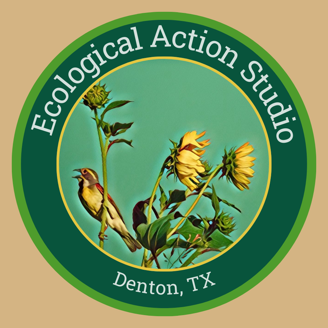 Ecological Action Studio
Denton, TX